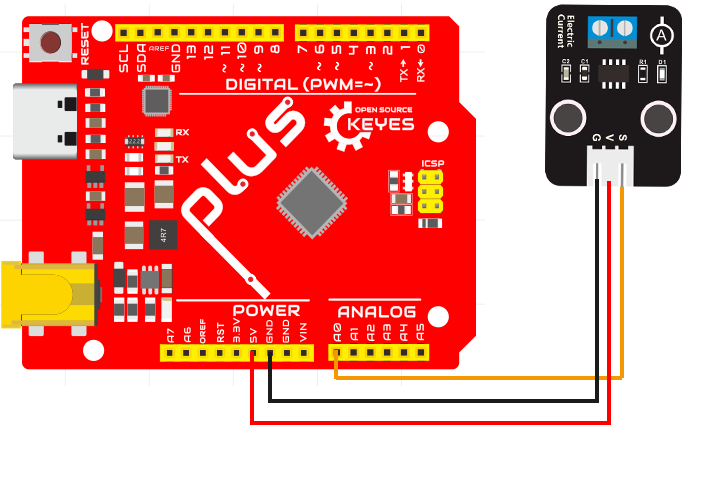 RESET
SCL
SDA
AREF
GND
13
12
~11
~10
~9
8
7
~6
~5
4
~3
2
TX→1
RX←0
DIGITAL (PWM=~)
RX
TX
plus
OPEN SOURCE
KEYES
ICSP
4R7
POWER
ANALOG
A7
A6
OREF
RST
3.3V
5V
GND
GND
VIN
A0
A1
A2
A3
A4
A5
Electric
Current
A
C2
C1
R1
D1
G
V
S